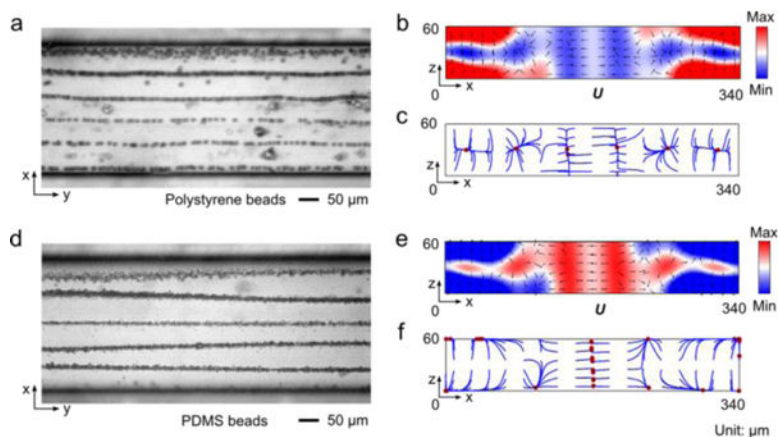 a
x
y
Polystyrene beads
50 µm
b
60
z
0
x
U
340
Max
Min
c
60
z
0
x
340
d
x
y
PDMS beads
50 µm
e
60
z
0
x
U
340
Max
Min
f
60
z
0
x
340
Unit: µm